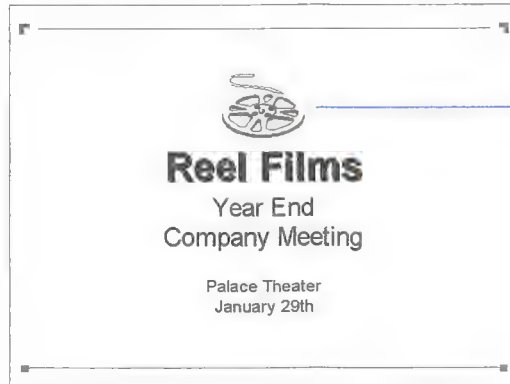 Reel Films
Year End
Company Meeting
Palace Theater
January 29th